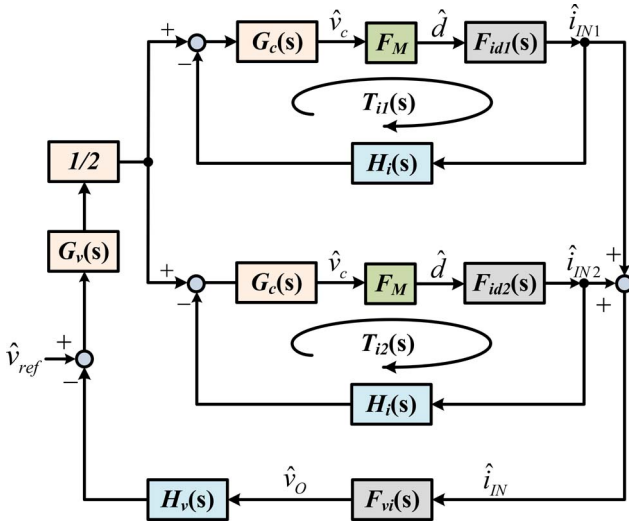 + − G_c(s) v̂_c F_M d̂ F_id1(s) î_IN1
T_i1(s)
H_i(s)
1/2
G_v(s)
+ − G_c(s) v̂_c F_M d̂ F_id2(s) î_IN2 + +
T_i2(s)
v̂_ref + −
H_i(s)
H_v(s) v̂_O F_vi(s) î_IN